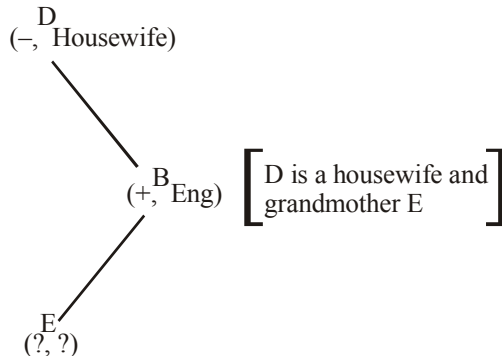 D
(–, Housewife)
B
(+, Eng)
D is a housewife and
grandmother E
E
(?, ?)